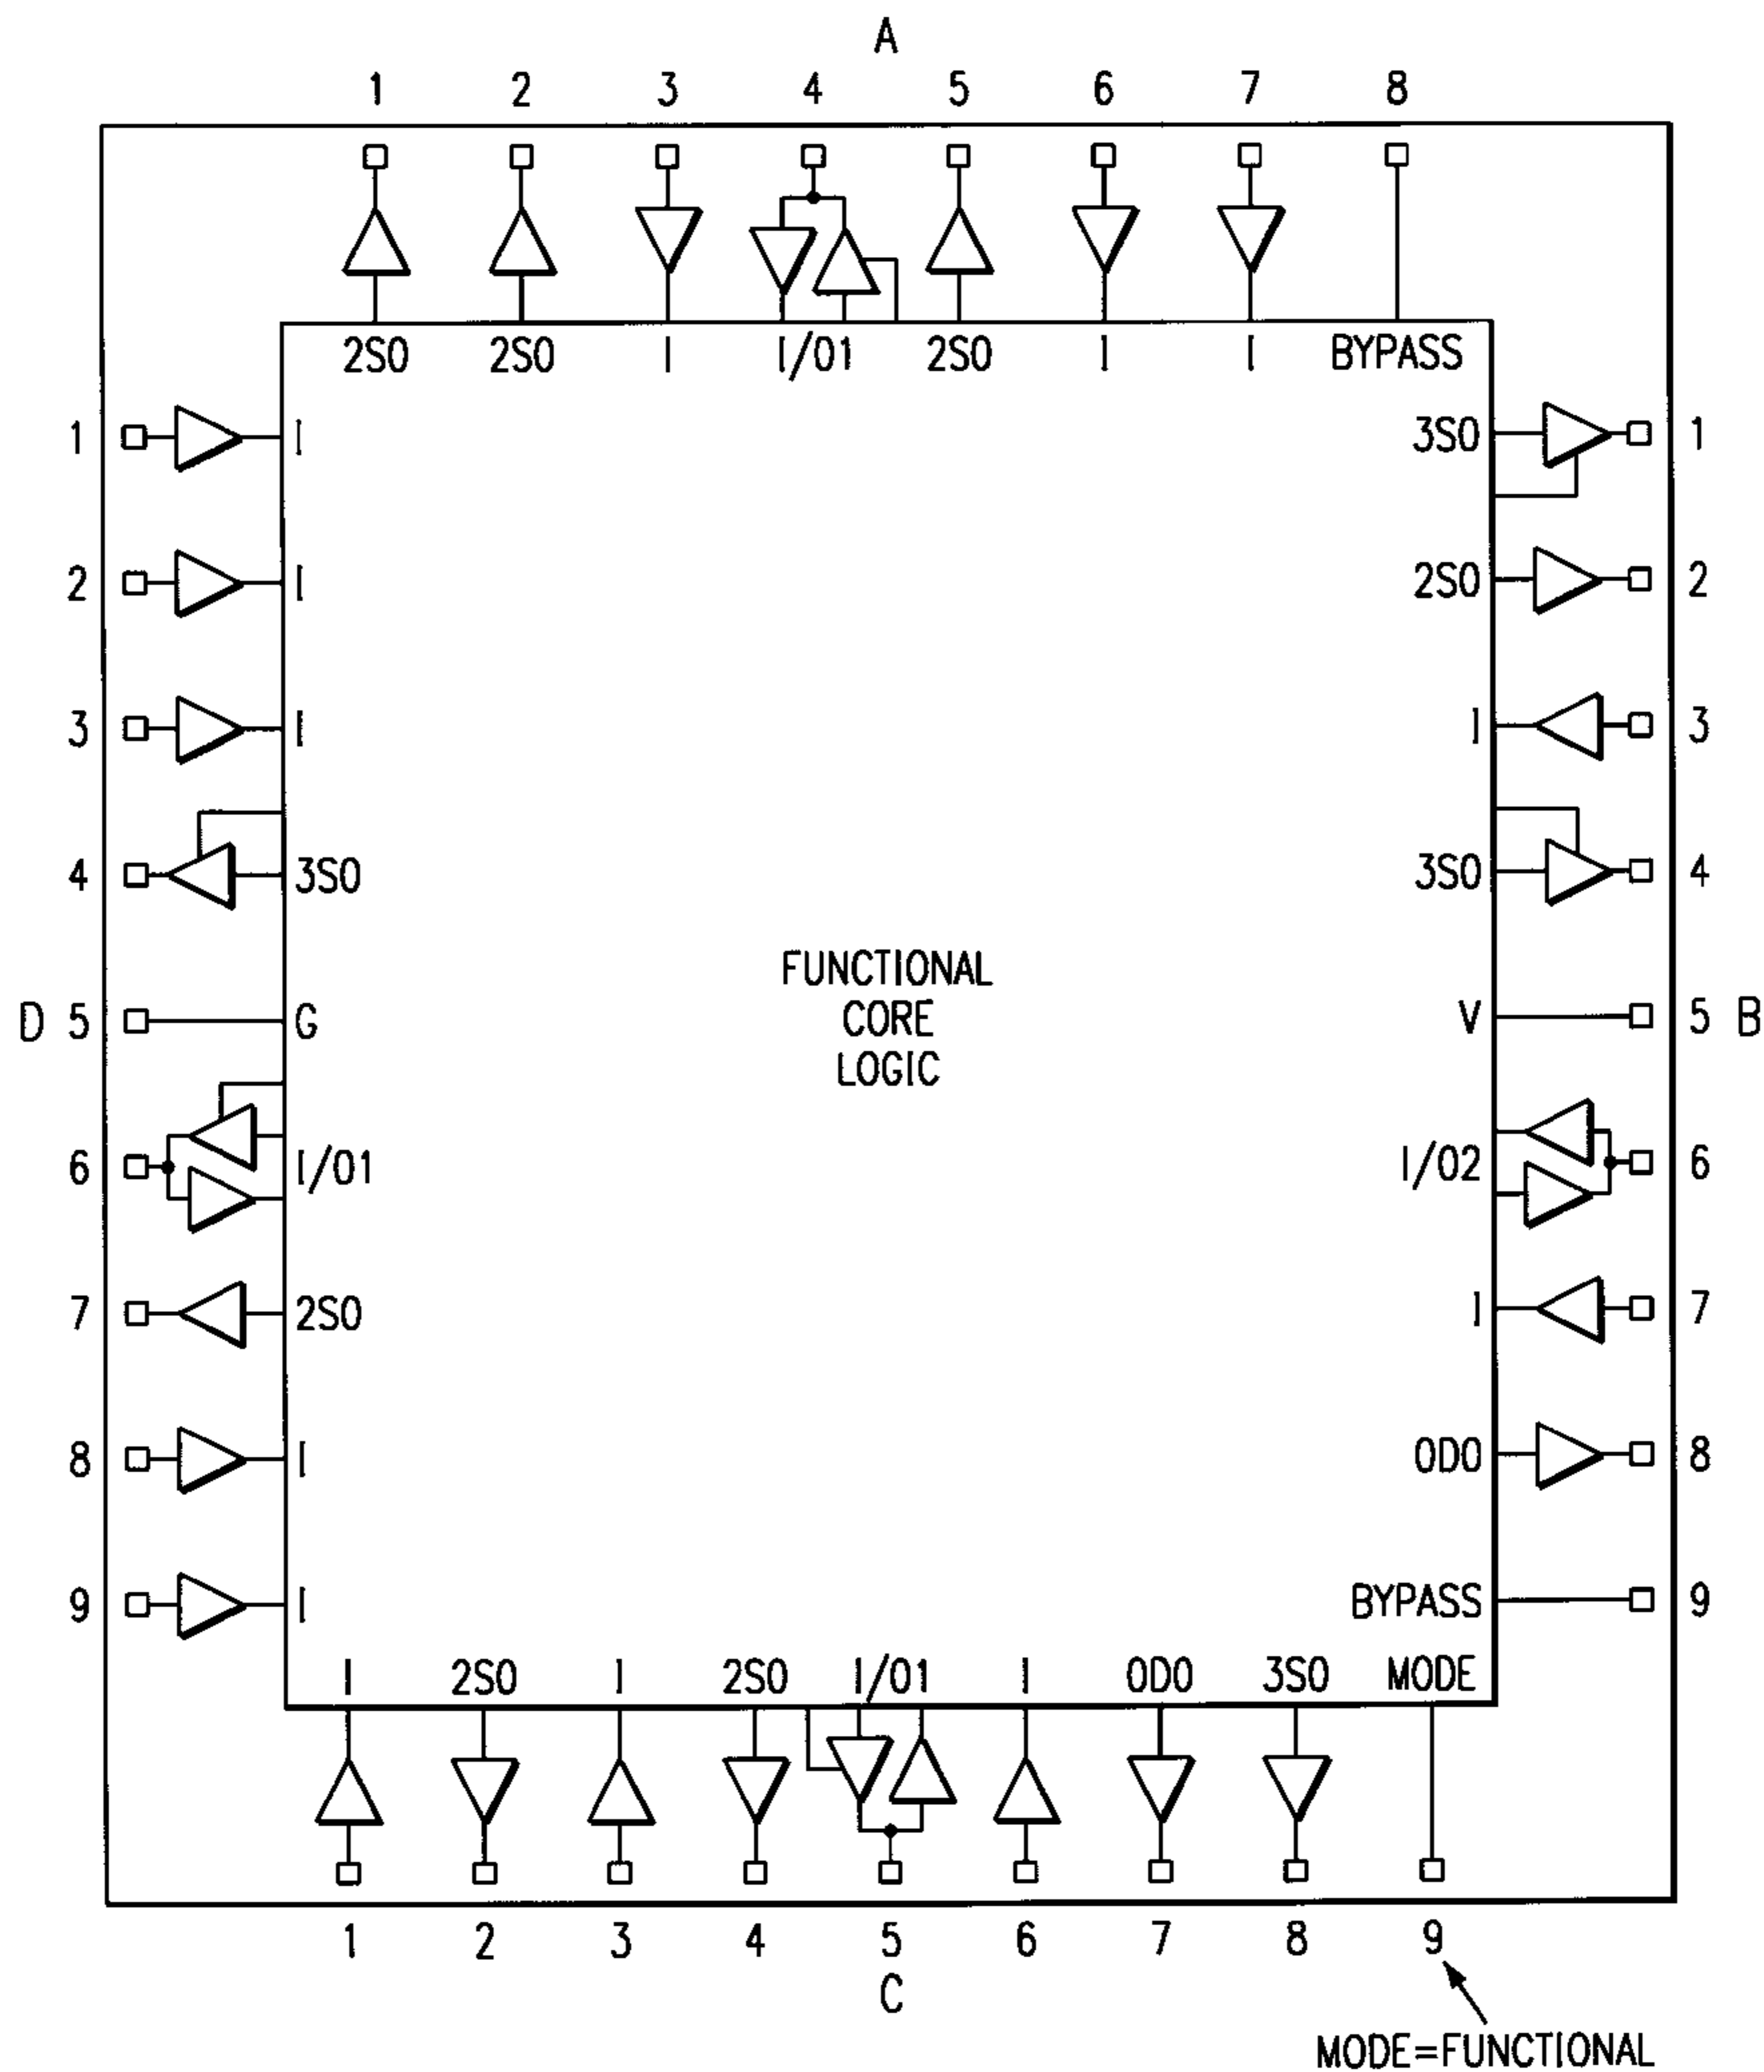 A
1 2 3 4 5 6 7 8
2SO 2SO I I/O1 2SO I I BYPASS
1 I 3SO 1
2 I 2SO 2
3 I I 3
4 3SO 3SO 4
FUNCTIONAL
D 5 G CORE V 5 B
LOGIC
6 I/O1 I/O2 6
7 2SO I 7
8 I ODO 8
9 I BYPASS 9
I 2SO I 2SO I/O1 I ODO 3SO MODE
1 2 3 4 5 6 7 8 9
C
MODE=FUNCTIONAL